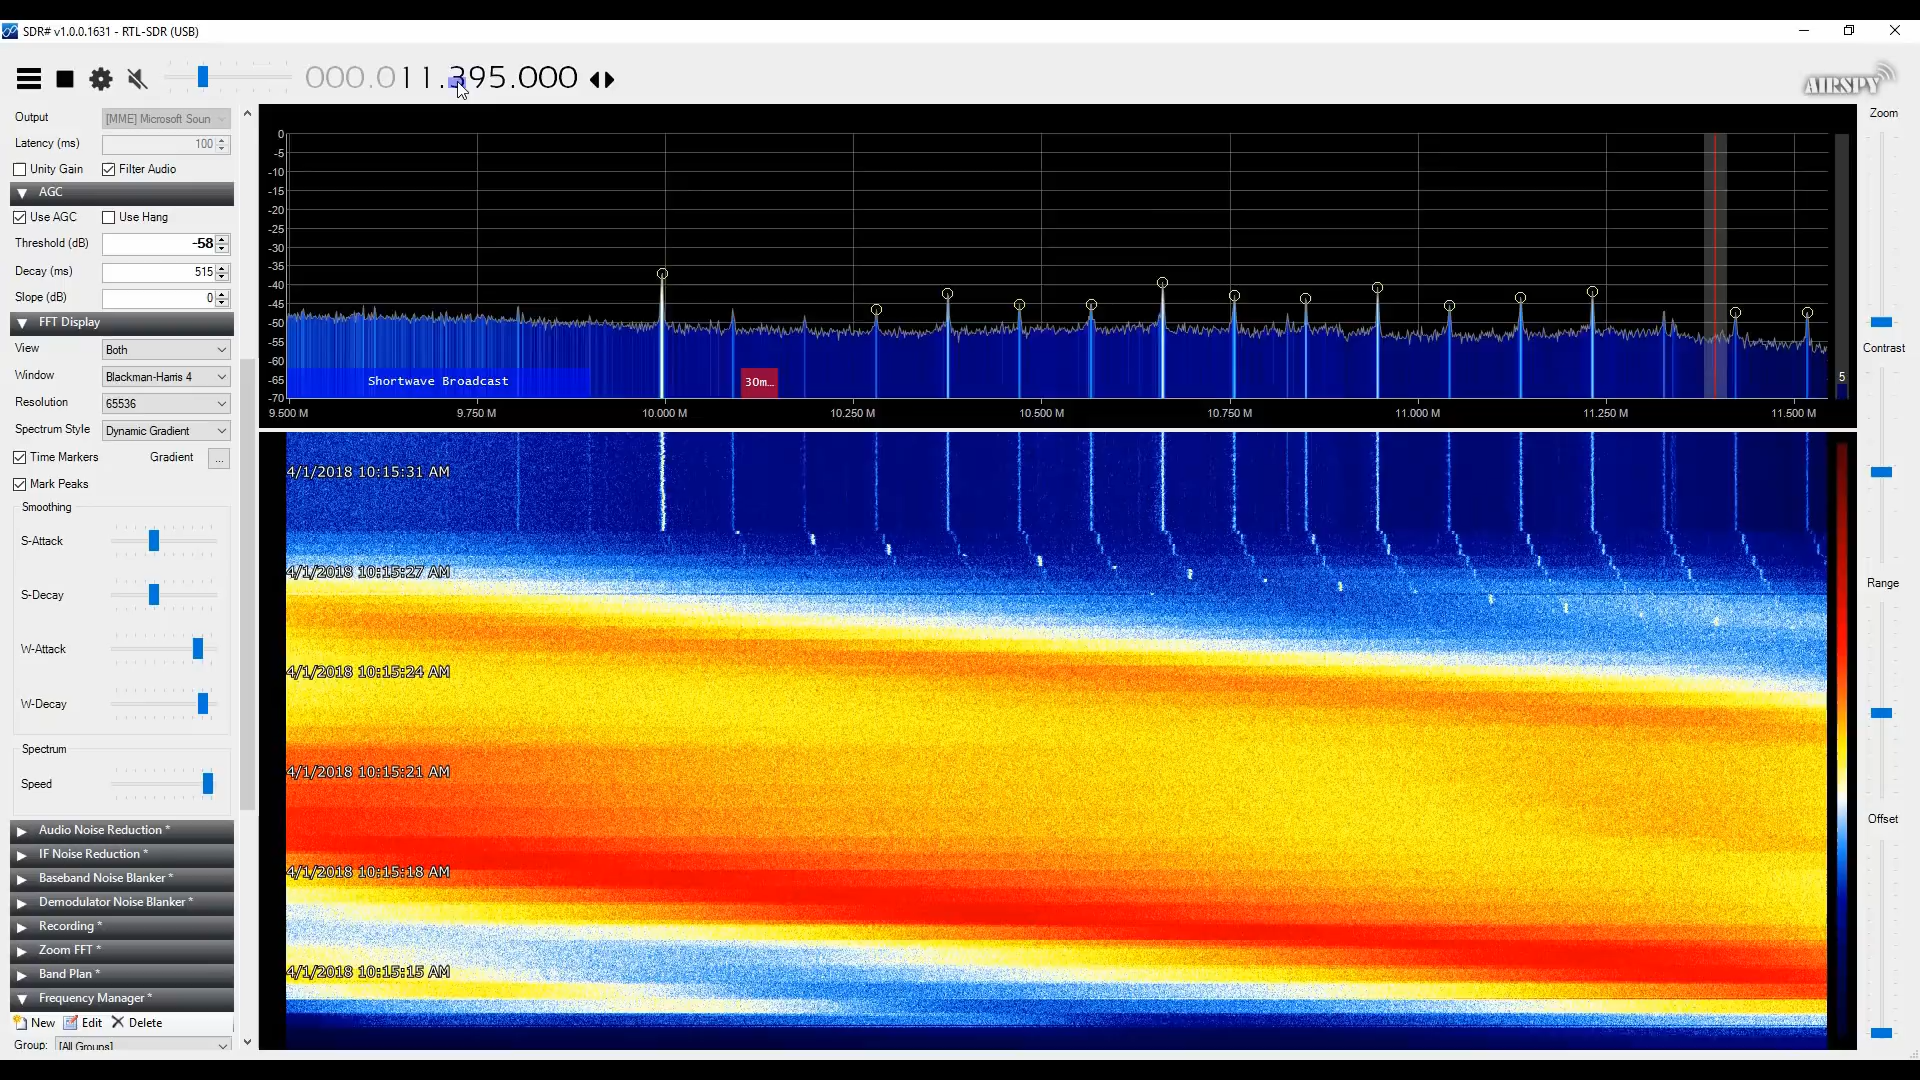 SDR# v1.0.0.1631 - RTL-SDR (USB)
000.011.395.000
AIRSPY
Output [MME] Microsoft Soun
Latency (ms) 100
Unity Gain Filter Audio
AGC
Use AGC Use Hang
Threshold (dB) -58
Decay (ms) 515
Slope (dB) 0
FFT Display
View Both
Window Blackman-Harris 4
Resolution 65536
Spectrum Style Dynamic Gradient
Time Markers Gradient ...
Mark Peaks
Smoothing
S-Attack
S-Decay
W-Attack
W-Decay
Spectrum
Speed
Audio Noise Reduction *
IF Noise Reduction *
Baseband Noise Blanker *
Demodulator Noise Blanker *
Recording *
Zoom FFT *
Band Plan *
Frequency Manager *
New Edit Delete
Group: [All Groups]
0
-5
-10
-15
-20
-25
-30
-35
-40
-45
-50
-55
-60
-65
-70
Shortwave Broadcast
30m...
5
9.500 M 9.750 M 10.000 M 10.250 M 10.500 M 10.750 M 11.000 M 11.250 M 11.500 M
4/1/2018 10:15:31 AM
4/1/2018 10:15:27 AM
4/1/2018 10:15:24 AM
4/1/2018 10:15:21 AM
4/1/2018 10:15:18 AM
4/1/2018 10:15:15 AM
Zoom
Contrast
Range
Offset